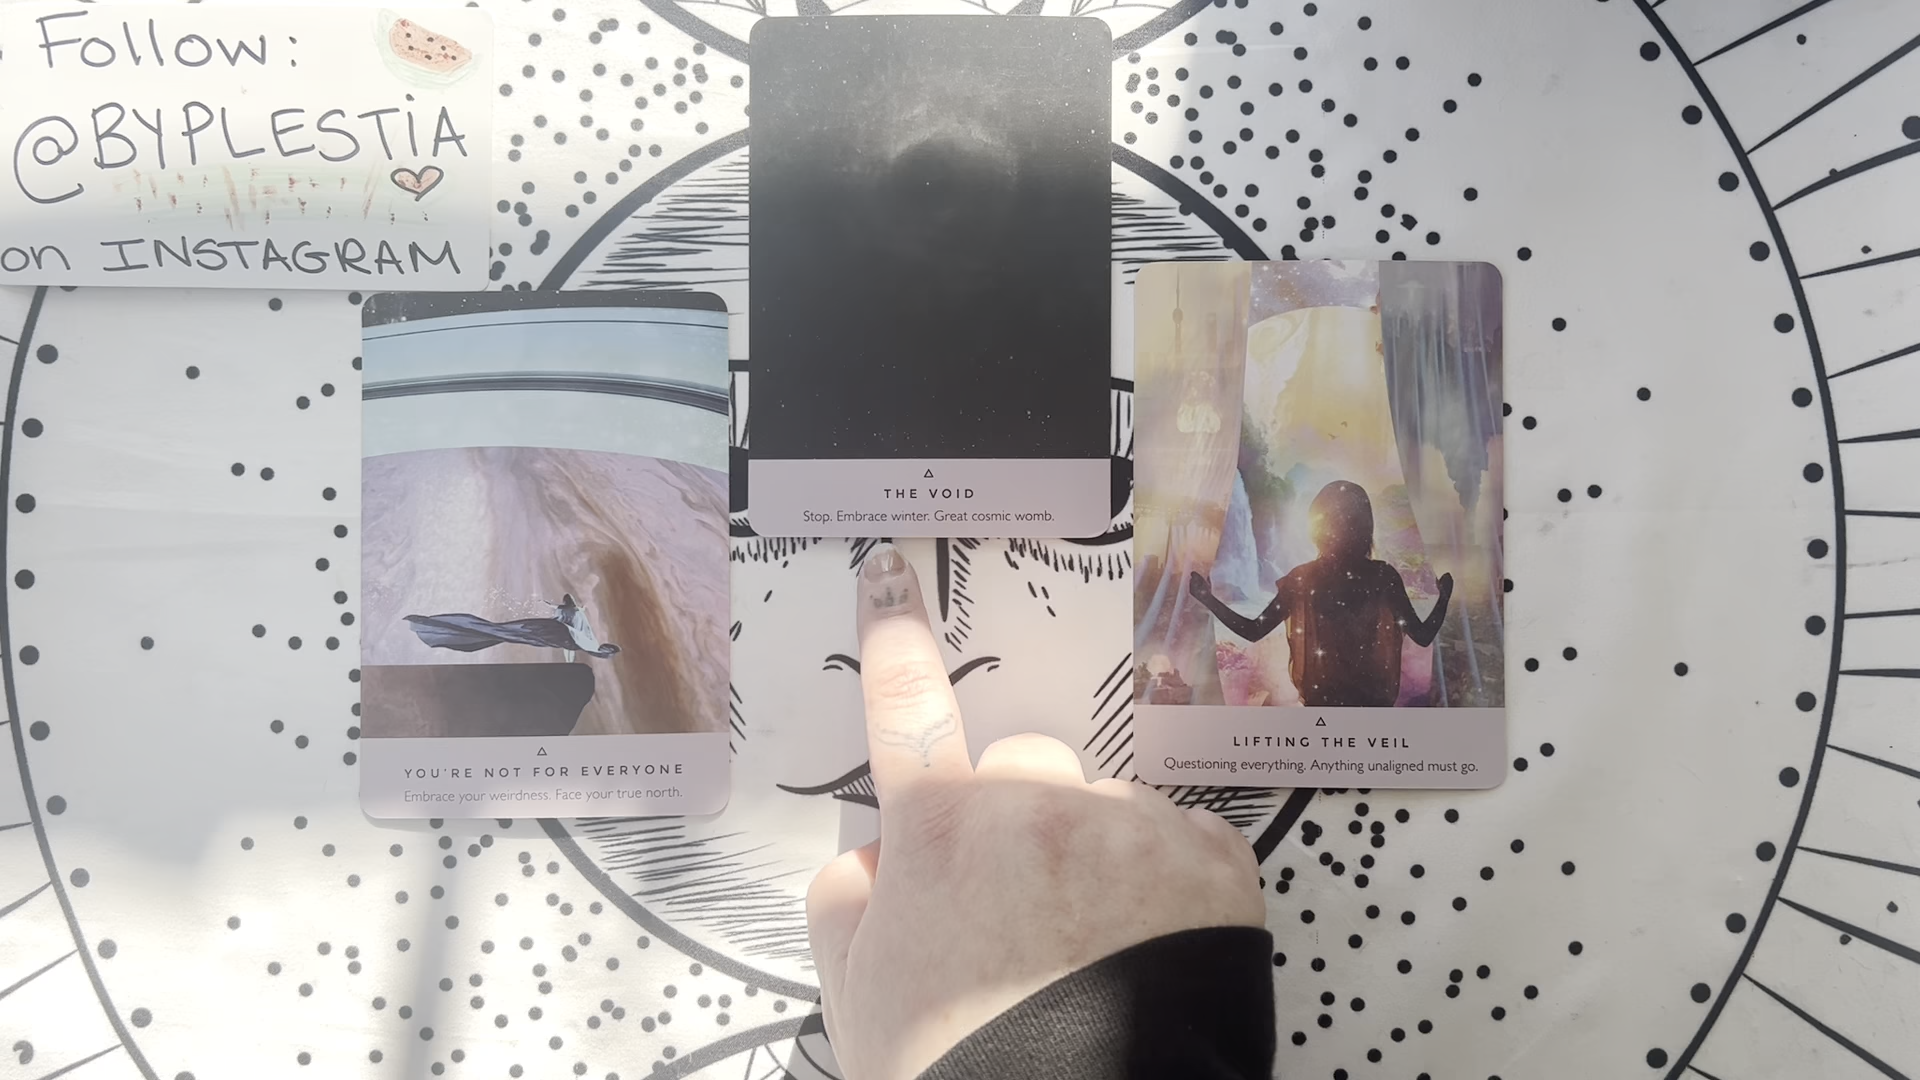 Follow:
@BYPLESTiA
on INSTAGRAM
THE VOID
Stop. Embrace winter. Great cosmic womb.
YOU'RE NOT FOR EVERYONE
Embrace your weirdness. Face your true north.
LIFTING THE VEIL
Questioning everything. Anything unaligned must go.